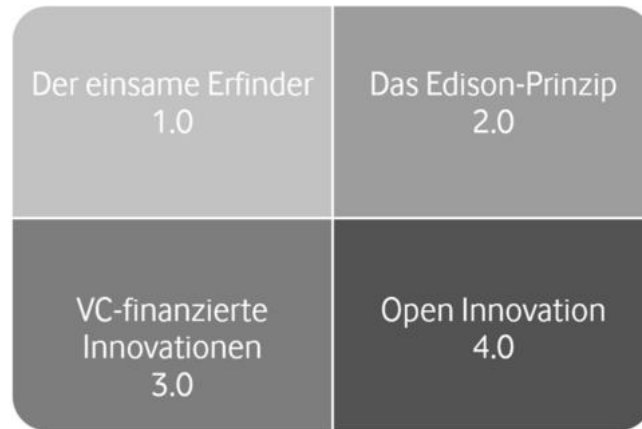 Der einsame Erfinder
1.0
Das Edison-Prinzip
2.0
VC-finanzierte
Innovationen
3.0
Open Innovation
4.0